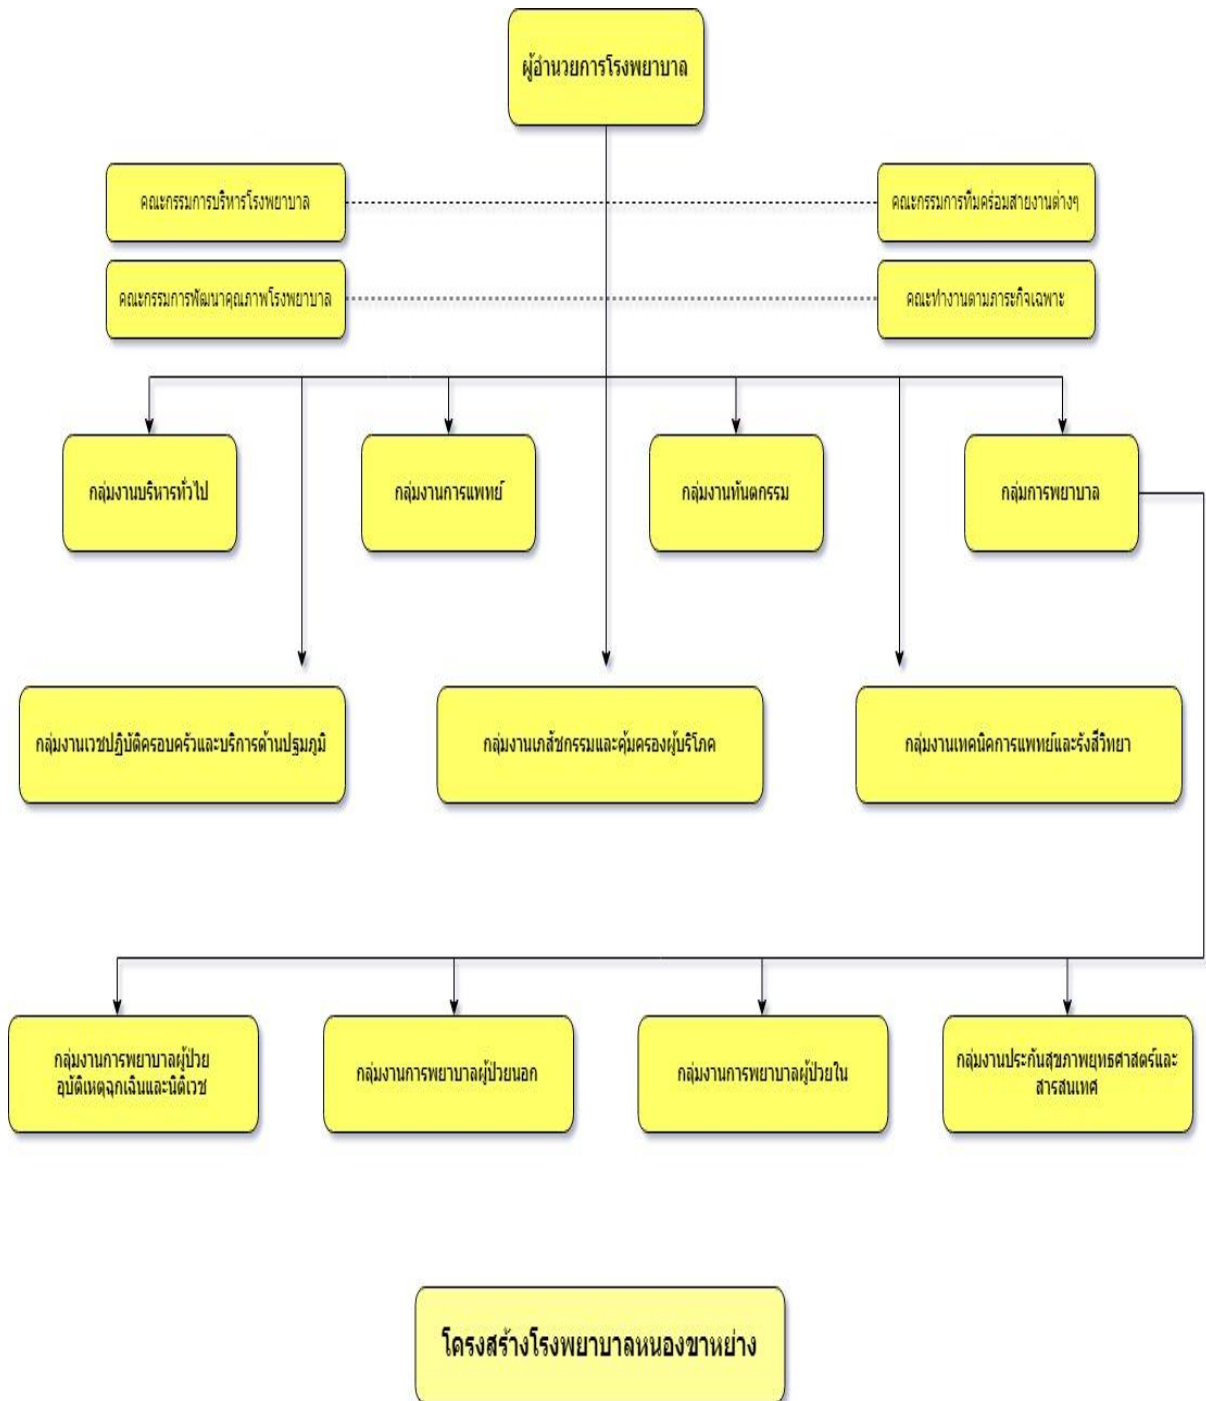 ผู้อำนวยการโรงพยาบาล
คณะกรรมการบริหารโรงพยาบาล
คณะกรรมการทีมคร่อมสายงานต่างๆ
คณะกรรมการพัฒนาคุณภาพโรงพยาบาล
คณะทำงานตามภาระกิจเฉพาะ
กลุ่มงานบริหารทั่วไป
กลุ่มงานการแพทย์
กลุ่มงานทันตกรรม
กลุ่มการพยาบาล
กลุ่มงานเวชปฏิบัติครอบครัวและบริการด้านปฐมภูมิ
กลุ่มงานเภสัชกรรมและคุ้มครองผู้บริโภค
กลุ่มงานเทคนิคการแพทย์และรังสีวิทยา
กลุ่มงานการพยาบาลผู้ป่วย
อุบัติเหตุฉุกเฉินและนิติเวช
กลุ่มงานการพยาบาลผู้ป่วยนอก
กลุ่มงานการพยาบาลผู้ป่วยใน
กลุ่มงานประกันสุขภาพยุทธศาสตร์และ
สารสนเทศ
โครงสร้างโรงพยาบาลหนองขาหย่าง